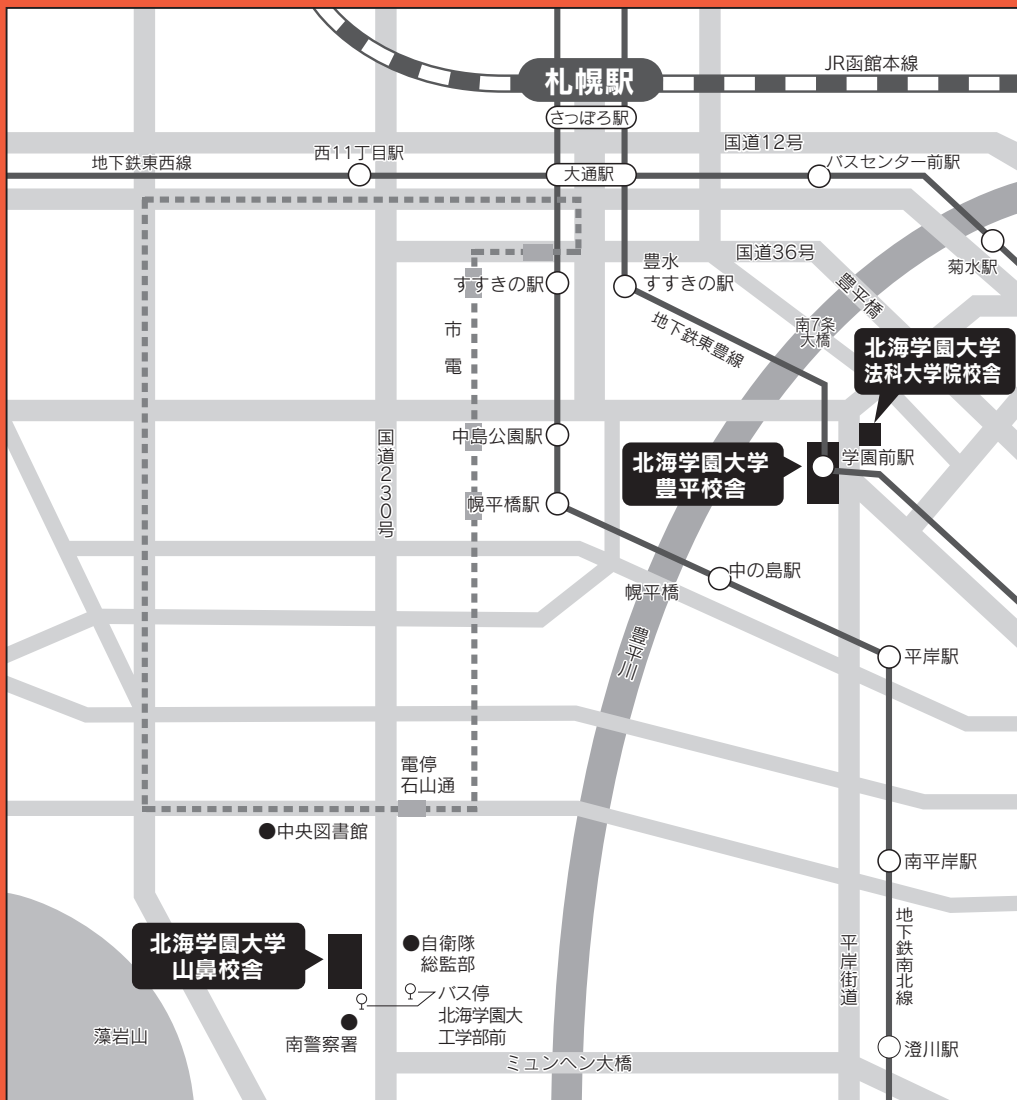 JR函館本線
札幌駅
さっぽろ駅
国道12号
地下鉄東西線
西11丁目駅
大通駅
バスセンター前駅
国道36号
菊水駅
豊水
すすきの駅
すすきの駅
豊平橋
南7条
大橋
地下鉄東豊線
市電
北海学園大学
法科大学院校舎
中島公園駅
国道230号
北海学園大学
豊平校舎
学園前駅
幌平橋駅
中の島駅
幌平橋
豊平川
平岸駅
電停
石山通
中央図書館
南平岸駅
地下鉄南北線
平岸街道
北海学園大学
山鼻校舎
自衛隊
総監部
バス停
北海学園大
工学部前
南警察署
藻岩山
ミュンヘン大橋
澄川駅